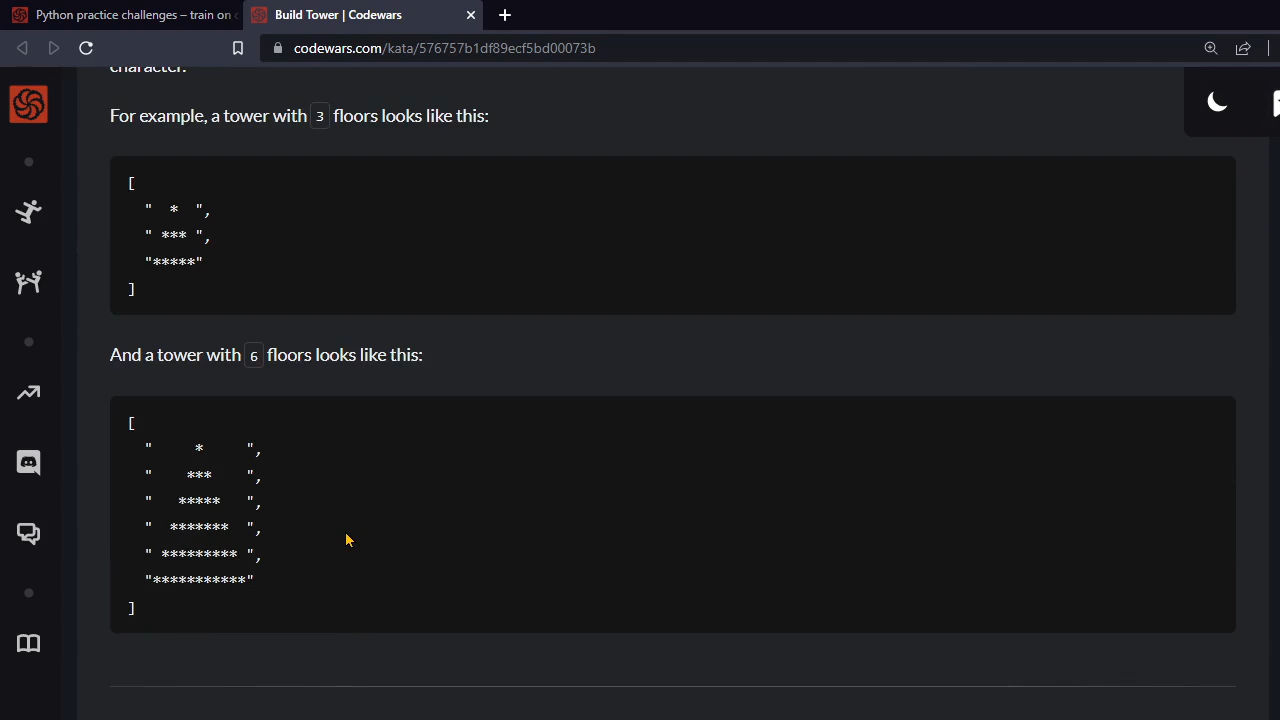 Python practice challenges – train on
Build Tower | Codewars
codewars.com/kata/576757b1df89ecf5bd00073b
character.
For example, a tower with 3 floors looks like this:
[
"  *  ",
" *** ",
"*****"
]
And a tower with 6 floors looks like this:
[
"     *     ",
"    ***    ",
"   *****   ",
"  *******  ",
" ********* ",
"***********"
]